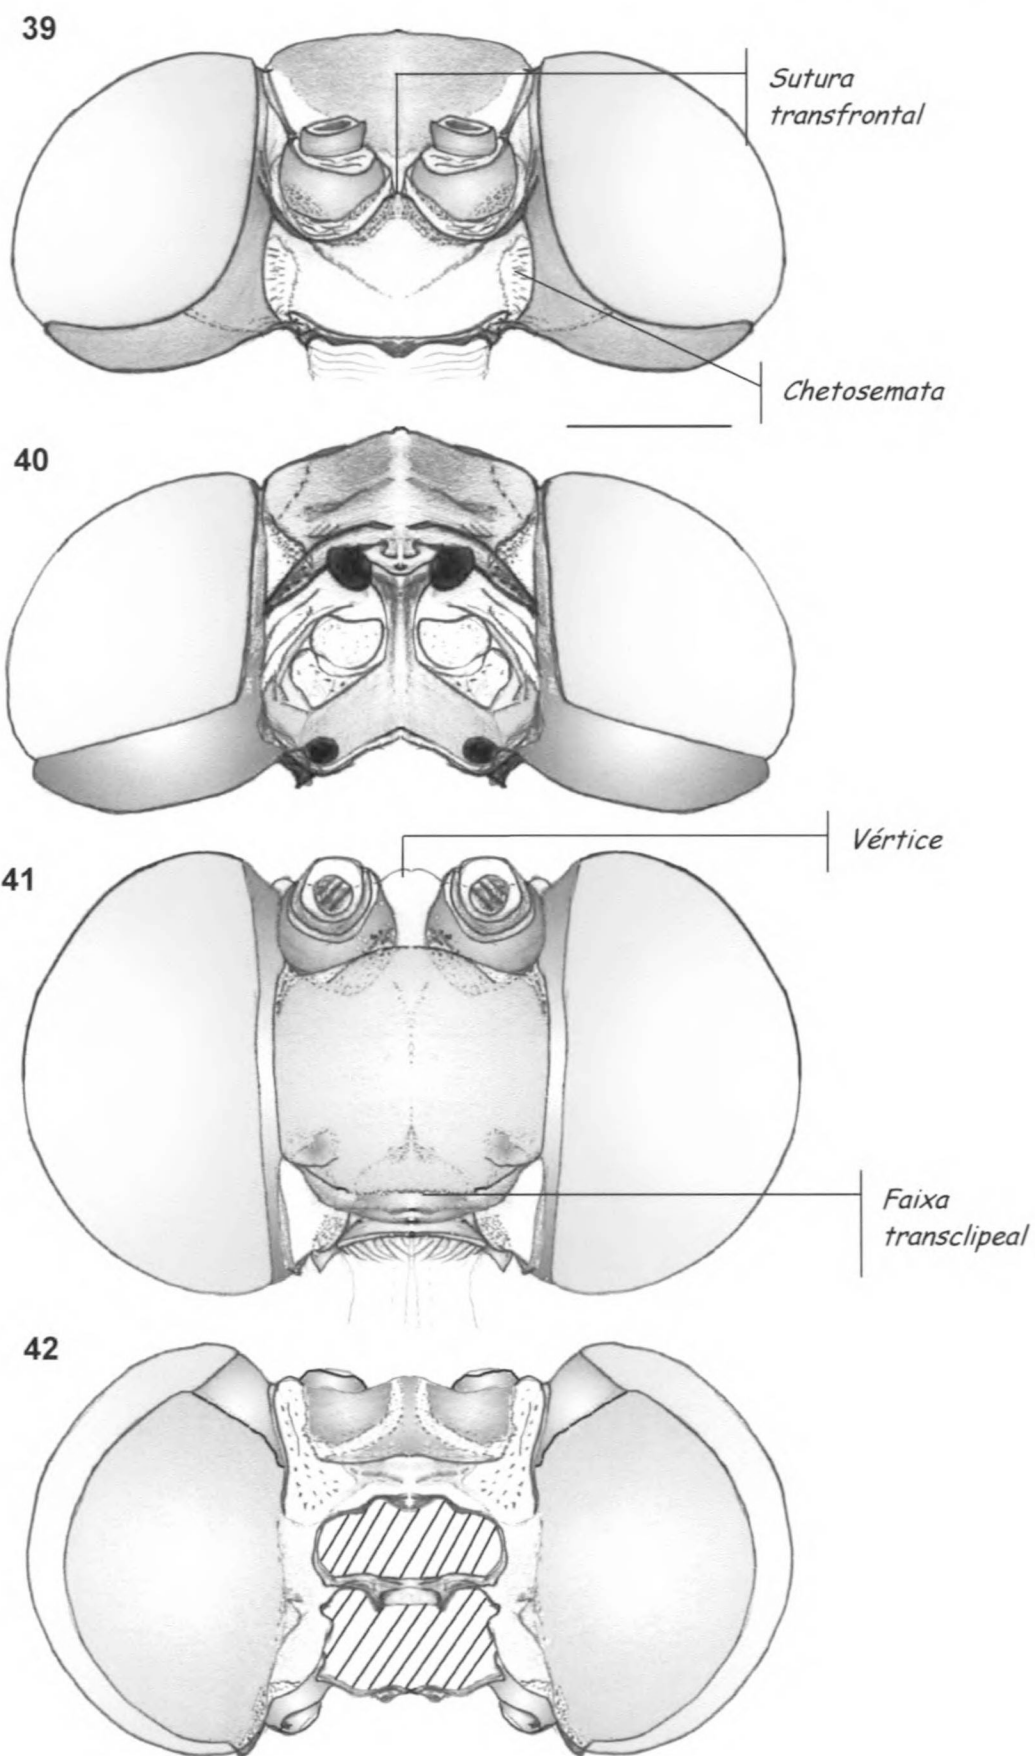 39
Sutura
transfrontal
Chetosemata
40
Vértice
41
Faixa
transclipeal
42